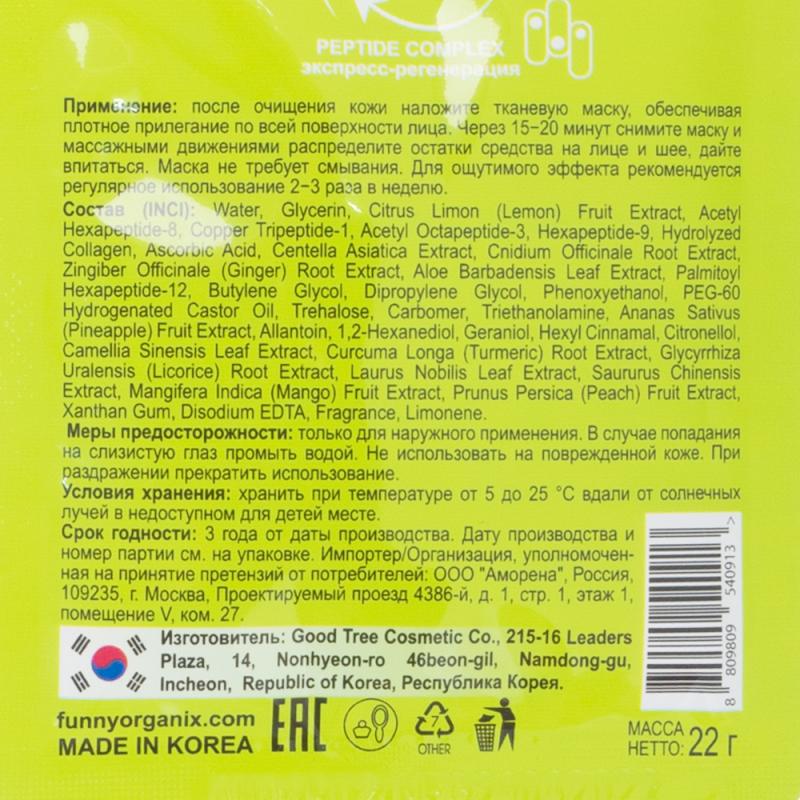 PEPTIDE COMPLEX
экспресс-регенерация
Применение: после очищения кожи наложите тканевую маску, обеспечивая
плотное прилегание по всей поверхности лица. Через 15–20 минут снимите маску и
массажными движениями распределите остатки средства на лице и шее, дайте
впитаться. Маска не требует смывания. Для ощутимого эффекта рекомендуется
регулярное использование 2–3 раза в неделю.
Состав (INCI): Water, Glycerin, Citrus Limon (Lemon) Fruit Extract, Acetyl
Hexapeptide-8, Copper Tripeptide-1, Acetyl Octapeptide-3, Hexapeptide-9, Hydrolyzed
Collagen, Ascorbic Acid, Centella Asiatica Extract, Cnidium Officinale Root Extract,
Zingiber Officinale (Ginger) Root Extract, Aloe Barbadensis Leaf Extract, Palmitoyl
Hexapeptide-12, Butylene Glycol, Dipropylene Glycol, Phenoxyethanol, PEG-60
Hydrogenated Castor Oil, Trehalose, Carbomer, Triethanolamine, Ananas Sativus
(Pineapple) Fruit Extract, Allantoin, 1,2-Hexanediol, Geraniol, Hexyl Cinnamal, Citronellol,
Camellia Sinensis Leaf Extract, Curcuma Longa (Turmeric) Root Extract, Glycyrrhiza
Uralensis (Licorice) Root Extract, Laurus Nobilis Leaf Extract, Saururus Chinensis
Extract, Mangifera Indica (Mango) Fruit Extract, Prunus Persica (Peach) Fruit Extract,
Xanthan Gum, Disodium EDTA, Fragrance, Limonene.
Меры предосторожности: только для наружного применения. В случае попадания
на слизистую глаз промыть водой. Не использовать на поврежденной коже. При
раздражении прекратить использование.
Условия хранения: хранить при температуре от 5 до 25 °C вдали от солнечных
лучей в недоступном для детей месте.
Срок годности: 3 года от даты производства. Дату производства и
номер партии см. на упаковке. Импортер/Организация, уполномочен-
ная на принятие претензий от потребителей: ООО "Аморена", Россия,
109235, г. Москва, Проектируемый проезд 4386-й, д. 1, стр. 1, этаж 1,
помещение V, ком. 27.
Изготовитель: Good Tree Cosmetic Co., 215-16 Leaders
Plaza, 14, Nonhyeon-ro 46beon-gil, Namdong-gu,
Incheon, Republic of Korea, Республика Корея.
8 809809 540913 >
funnyorganix.com
MADE IN KOREA
EAC
7
OTHER
МАССА
НЕТТО: 22 г